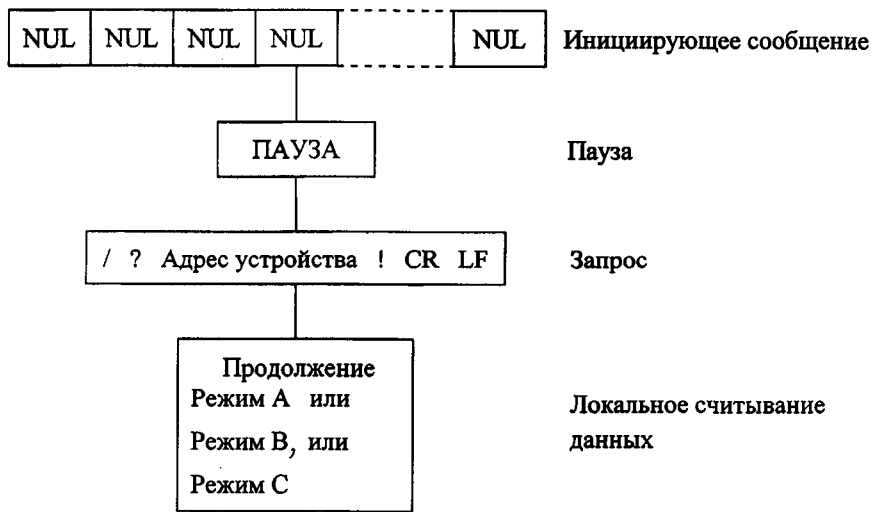 NUL NUL NUL NUL NUL Инициирующее сообщение
ПАУЗА Пауза
/ ? Адрес устройства ! CR LF Запрос
Продолжение
Режим А или
Режим В, или
Режим С
Локальное считывание
данных